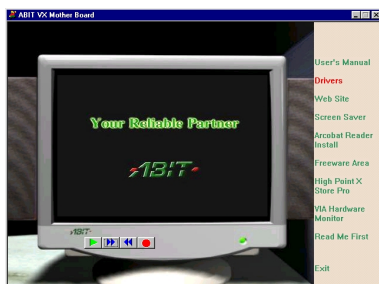 ABIT VX Mother Board
Your Reliable Partner
ABIT
ABIT
User's Manual
Drivers
Web Site
Screen Saver
Arcobat Reader
Install
Freeware Area
High Point X
Store Pro
VIA Hardware
Monitor
Read Me First
Exit